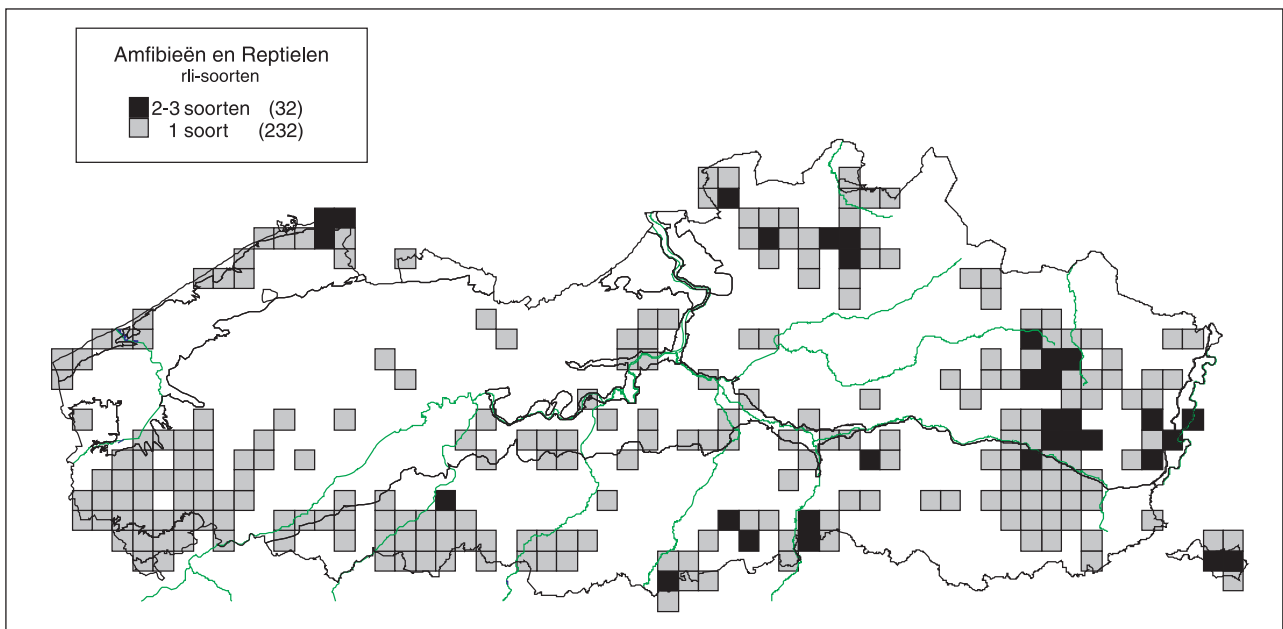 Amfibieën en Reptielen
rli-soorten
2-3 soorten (32)
1 soort (232)